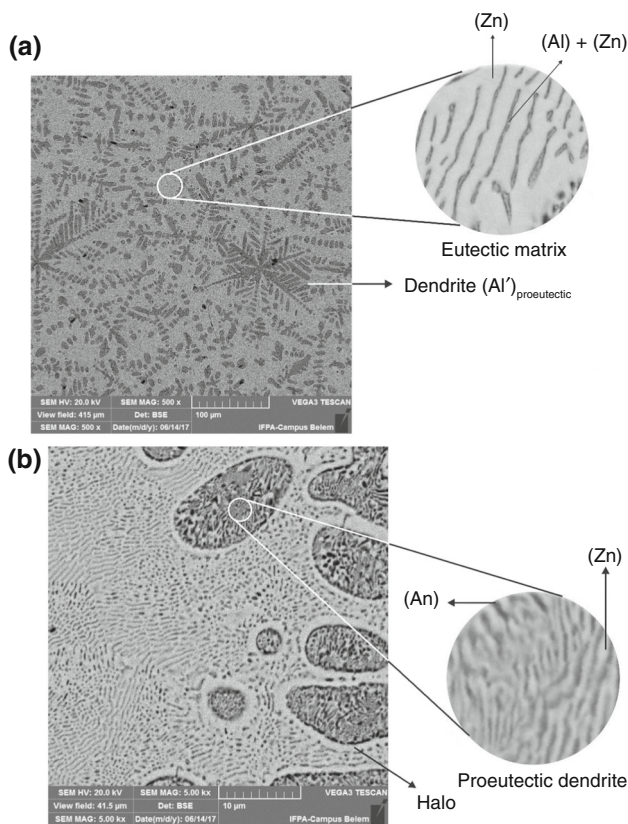 (a)
(Zn)
(Al) + (Zn)
Eutectic matrix
Dendrite (Al′)proeutectic
SEM HV: 20.0 kV SEM MAG: 500 x VEGA3 TESCAN
View field: 415 µm Det: BSE 100 µm
SEM MAG: 500 x Date(m/d/y): 06/14/17 IFPA-Campus Belem
(b)
(Zn)
(An)
Proeutectic dendrite
Halo
SEM HV: 20.0 kV SEM MAG: 5.00 kx VEGA3 TESCAN
View field: 41.5 µm Det: BSE 10 µm
SEM MAG: 5.00 kx Date(m/d/y): 06/14/17 IFPA-Campus Belem